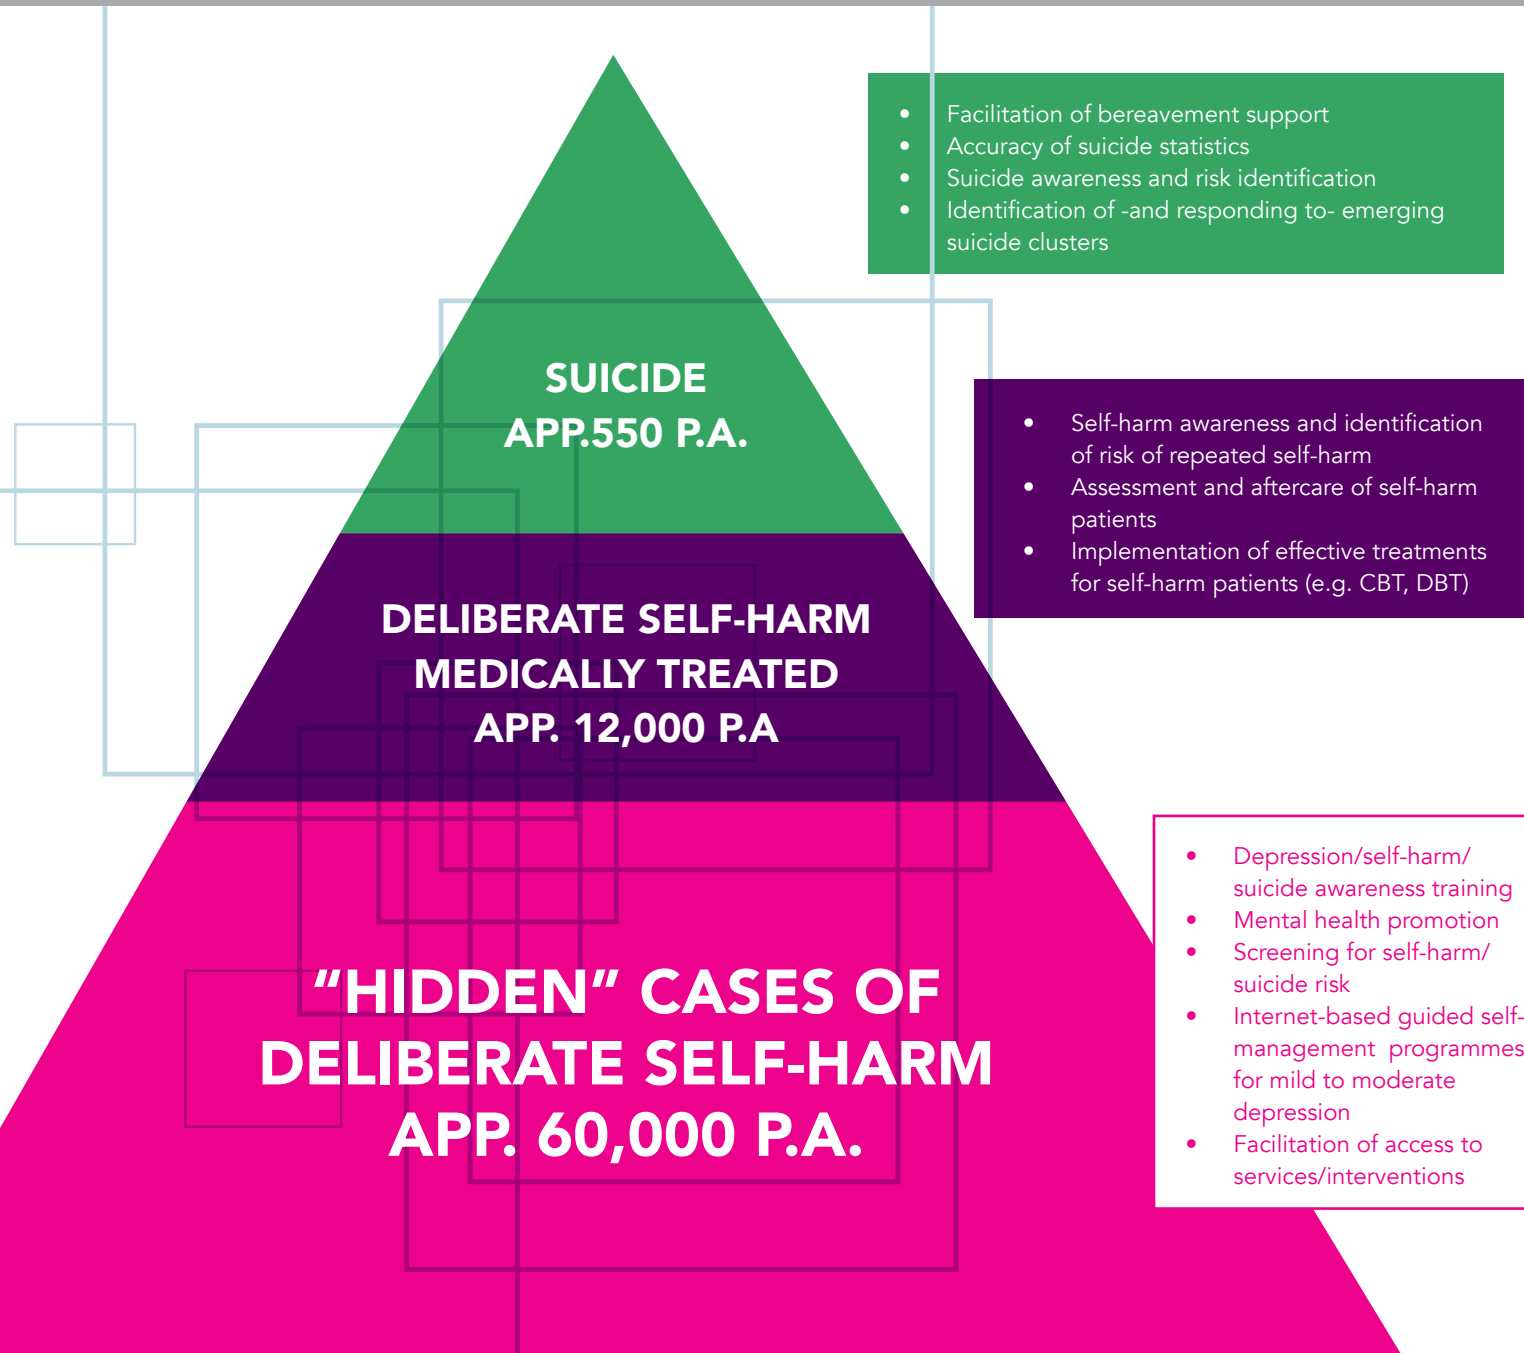 • Facilitation of bereavement support
• Accuracy of suicide statistics
• Suicide awareness and risk identification
• Identification of -and responding to- emerging
suicide clusters
SUICIDE
APP.550 P.A.
• Self-harm awareness and identification
of risk of repeated self-harm
• Assessment and aftercare of self-harm
patients
• Implementation of effective treatments
for self-harm patients (e.g. CBT, DBT)
DELIBERATE SELF-HARM
MEDICALLY TREATED
APP. 12,000 P.A
• Depression/self-harm/
suicide awareness training
• Mental health promotion
• Screening for self-harm/
suicide risk
• Internet-based guided self-
management programmes
for mild to moderate
depression
• Facilitation of access to
services/interventions
“HIDDEN” CASES OF
DELIBERATE SELF-HARM
APP. 60,000 P.A.